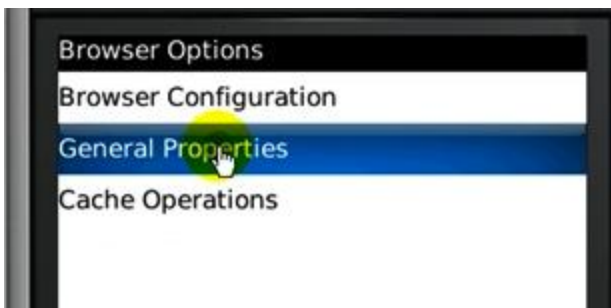 Browser Options
Browser Configuration
General Properties
Cache Operations